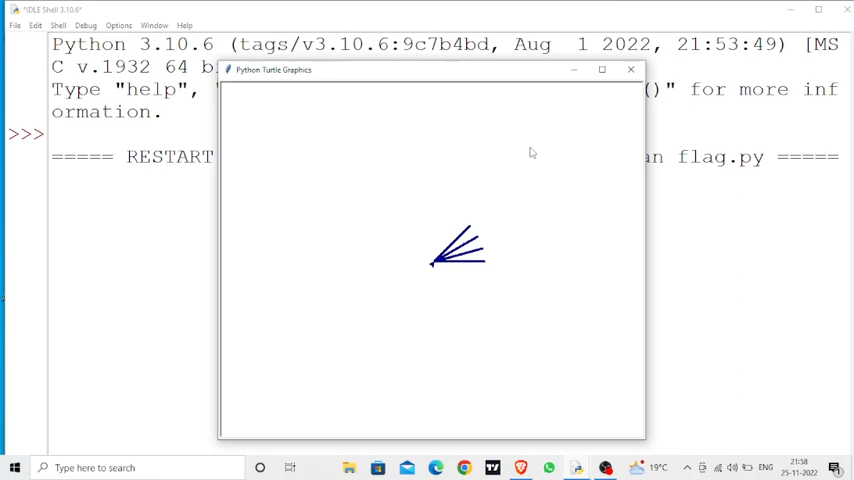 *IDLE Shell 3.10.6*
File Edit Shell Debug Options Window Help
Python 3.10.6 (tags/v3.10.6:9c7b4bd, Aug  1 2022, 21:53:49) [MS
C v.1932 64 bi
Python Turtle Graphics
Type "help", ()" for more inf
ormation.
>>>
===== RESTART an flag.py =====
Type here to search
19°C
ENG
21:58
25-11-2022